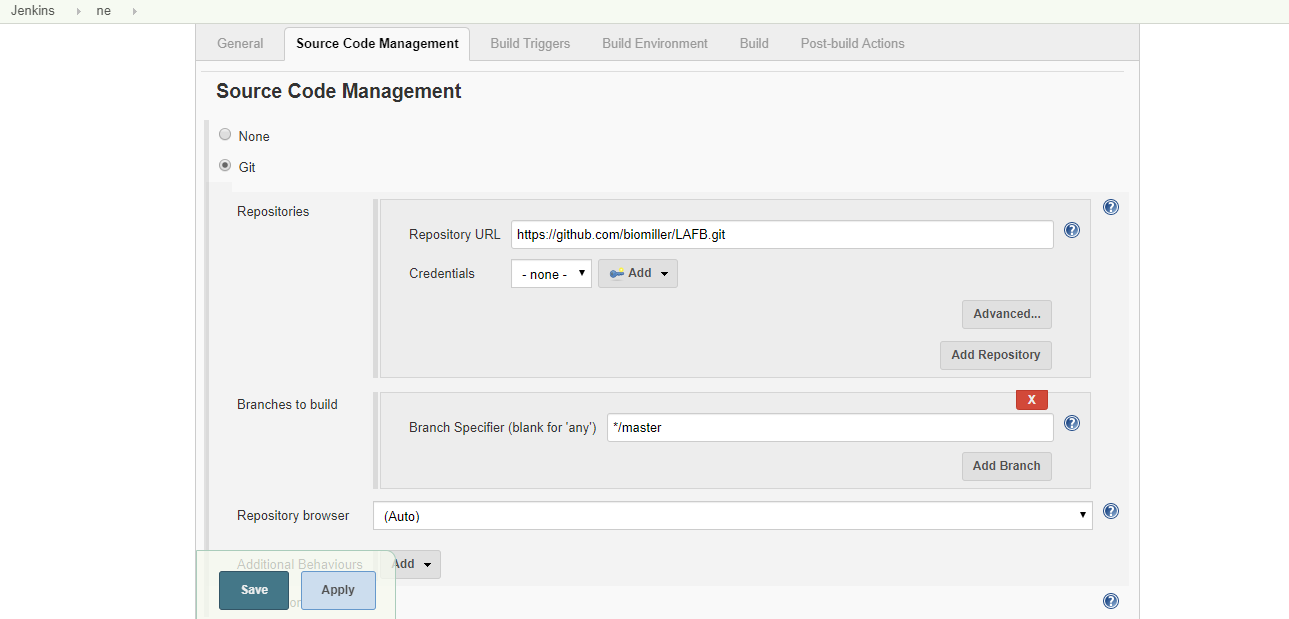 Jenkins ne
General Source Code Management Build Triggers Build Environment Build Post-build Actions
Source Code Management
None
Git
Repositories
Repository URL https://github.com/biomiller/LAFB.git
Credentials - none - Add
Advanced...
Add Repository
Branches to build
X
Branch Specifier (blank for 'any') */master
Add Branch
Repository browser (Auto)
Additional Behaviours Add
Save Apply